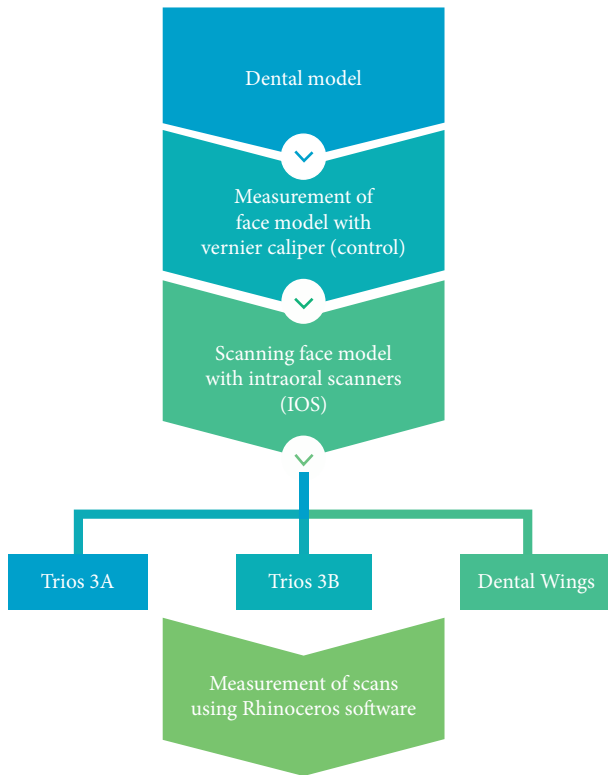 Dental model
Measurement of
face model with
vernier caliper (control)
Scanning face model
with intraoral scanners
(IOS)
Trios 3A
Trios 3B
Dental Wings
Measurement of scans
using Rhinoceros software